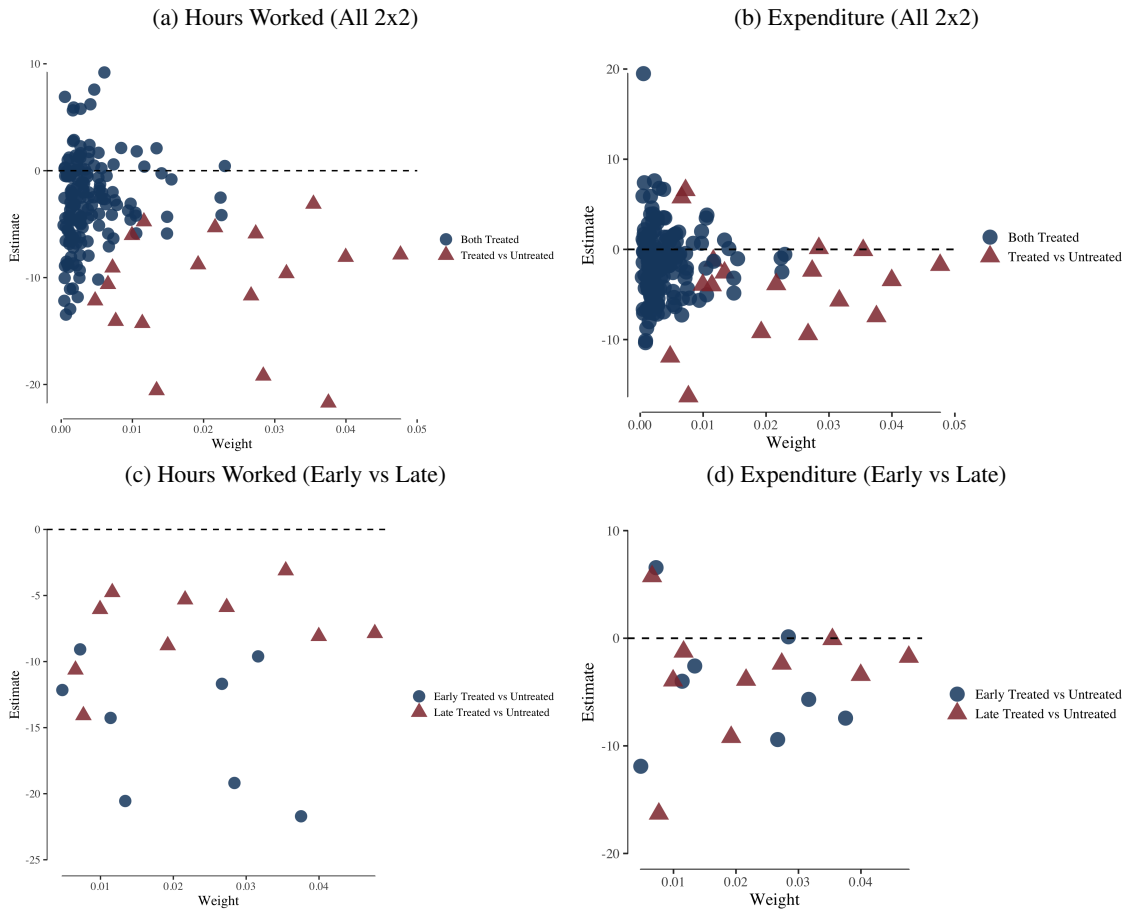 (a) Hours Worked (All 2x2)
10
0
-10
-20
Estimate
0.00
0.01
0.02
0.03
0.04
0.05
Weight
Both Treated
Treated vs Untreated
(b) Expenditure (All 2x2)
20
10
0
-10
Estimate
0.00
0.01
0.02
0.03
0.04
0.05
Weight
Both Treated
Treated vs Untreated
(c) Hours Worked (Early vs Late)
0
-5
-10
-15
-20
-25
Estimate
0.01
0.02
0.03
0.04
Weight
Early Treated vs Untreated
Late Treated vs Untreated
(d) Expenditure (Early vs Late)
10
0
-10
-20
Estimate
0.01
0.02
0.03
0.04
Weight
Early Treated vs Untreated
Late Treated vs Untreated